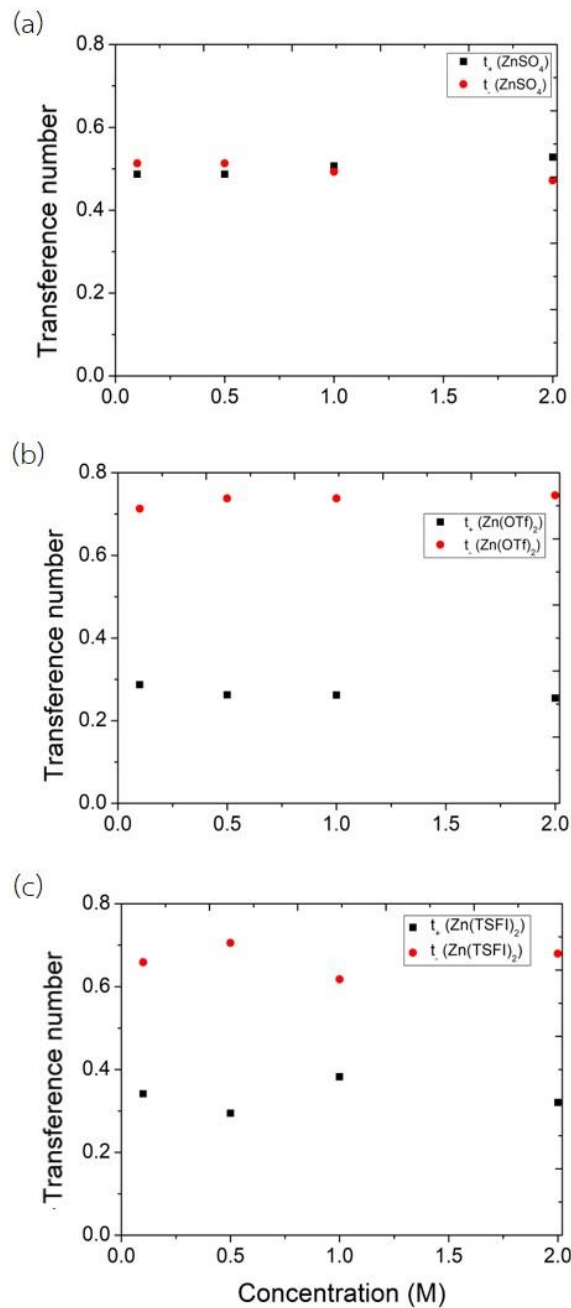 (a)
0.8
t₊ (ZnSO₄)
t₋ (ZnSO₄)
0.6
0.4
0.2
0.0
Transference number
0.0 0.5 1.0 1.5 2.0
(b)
0.8
0.6
t₊ (Zn(OTf)₂)
t₋ (Zn(OTf)₂)
0.4
0.2
0.0
Transference number
0.0 0.5 1.0 1.5 2.0
(c)
0.8
t₊ (Zn(TSFI)₂)
t₋ (Zn(TSFI)₂)
0.6
0.4
0.2
0.0
Transference number
0.0 0.5 1.0 1.5 2.0
Concentration (M)